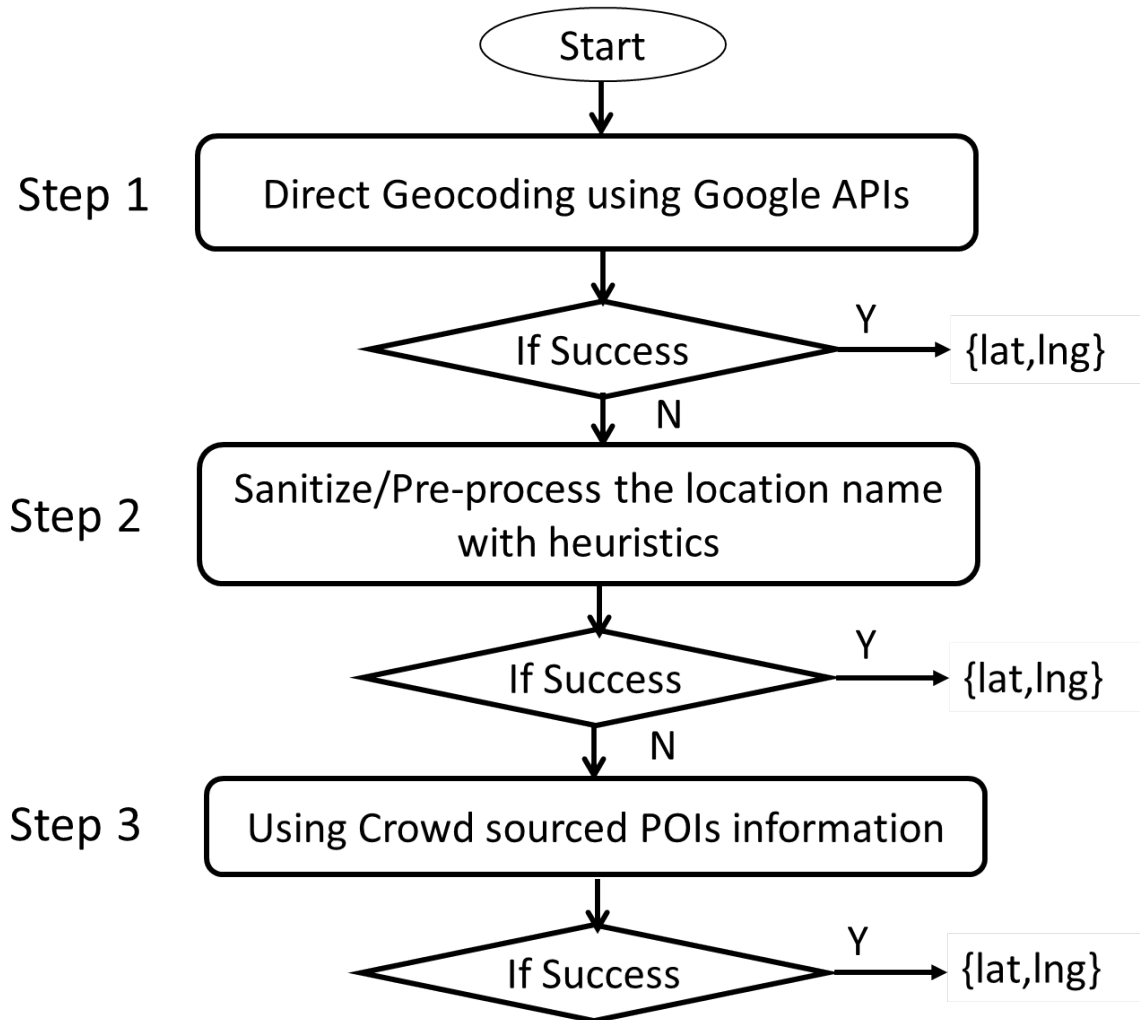 Start
Step 1
Direct Geocoding using Google APIs
If Success
Y
{lat,lng}
N
Step 2
Sanitize/Pre-process the location name
with heuristics
If Success
Y
{lat,lng}
N
Step 3
Using Crowd sourced POIs information
If Success
Y
{lat,lng}